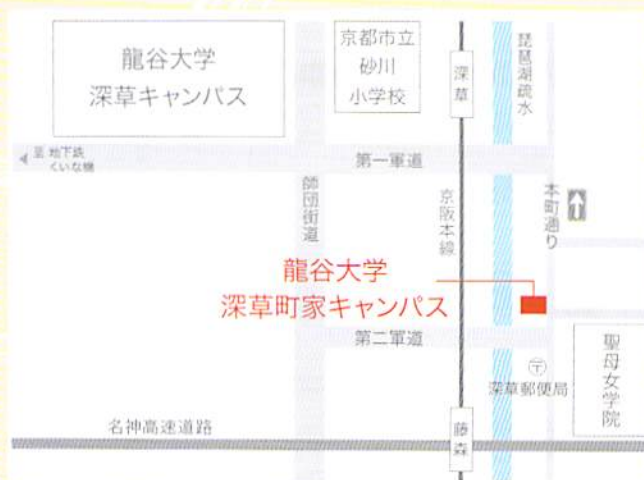 龍谷大学
深草キャンパス
京都市立
砂川
小学校
深草
琵琶湖疏水
至 地下鉄
くいな橋
第一軍道
師団街道
京阪本線
本町通り
龍谷大学
深草町家キャンパス
第二軍道
〒
深草郵便局
聖母女学院
藤森
名神高速道路